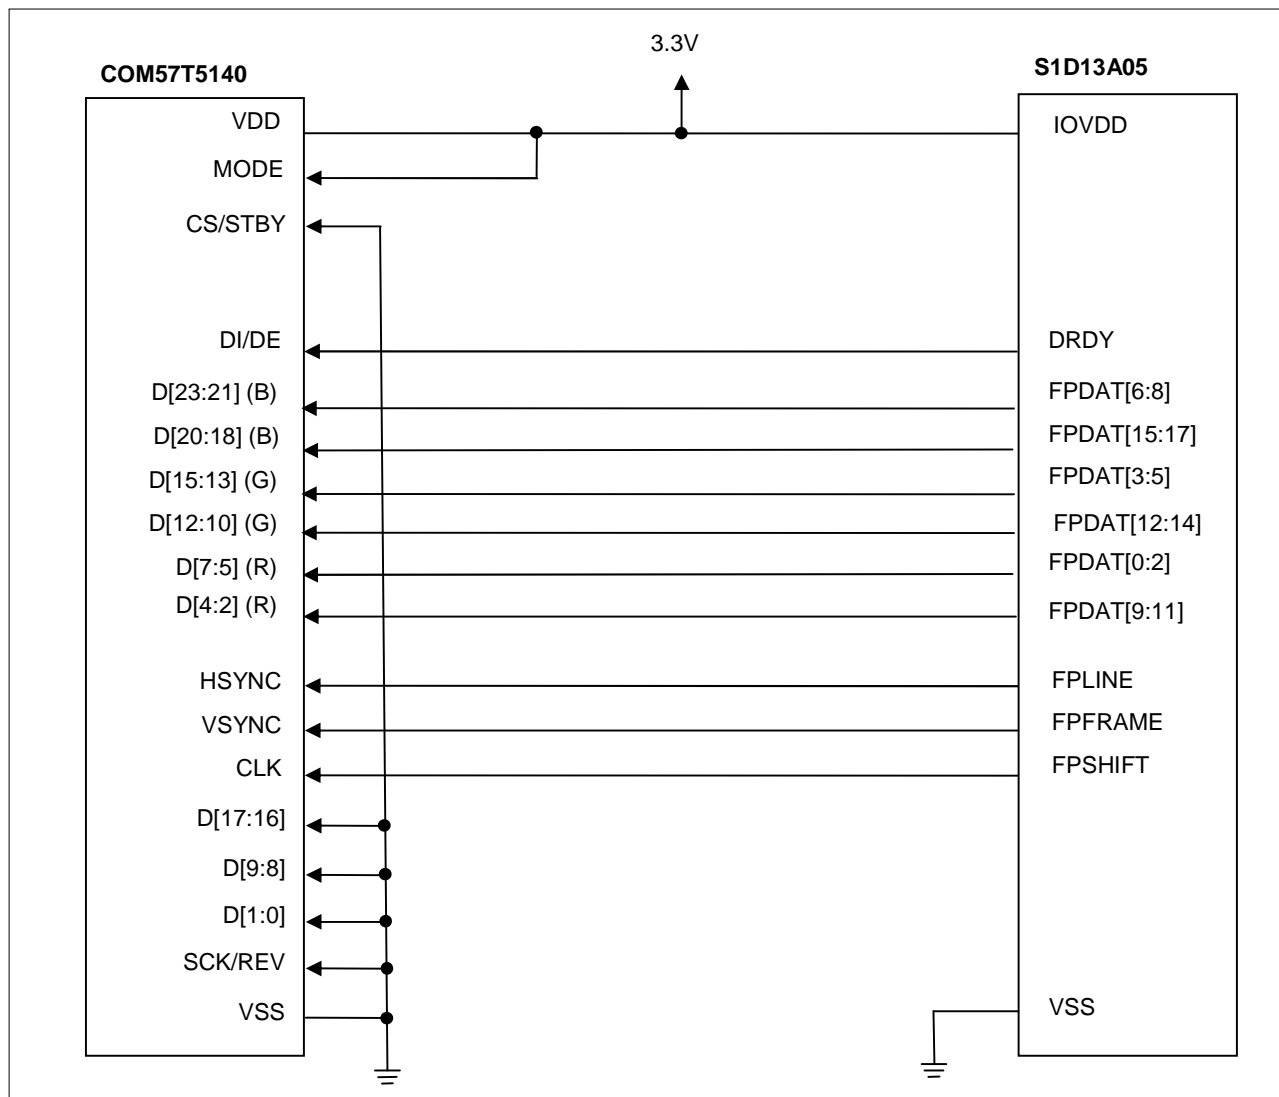 3.3V
COM57T5140
S1D13A05
VDD
IOVDD
MODE
CS/STBY
DI/DE
DRDY
D[23:21] (B)
FPDAT[6:8]
D[20:18] (B)
FPDAT[15:17]
D[15:13] (G)
FPDAT[3:5]
D[12:10] (G)
FPDAT[12:14]
D[7:5] (R)
FPDAT[0:2]
D[4:2] (R)
FPDAT[9:11]
HSYNC
FPLINE
VSYNC
FPFRAME
CLK
FPSHIFT
D[17:16]
D[9:8]
D[1:0]
SCK/REV
VSS
VSS